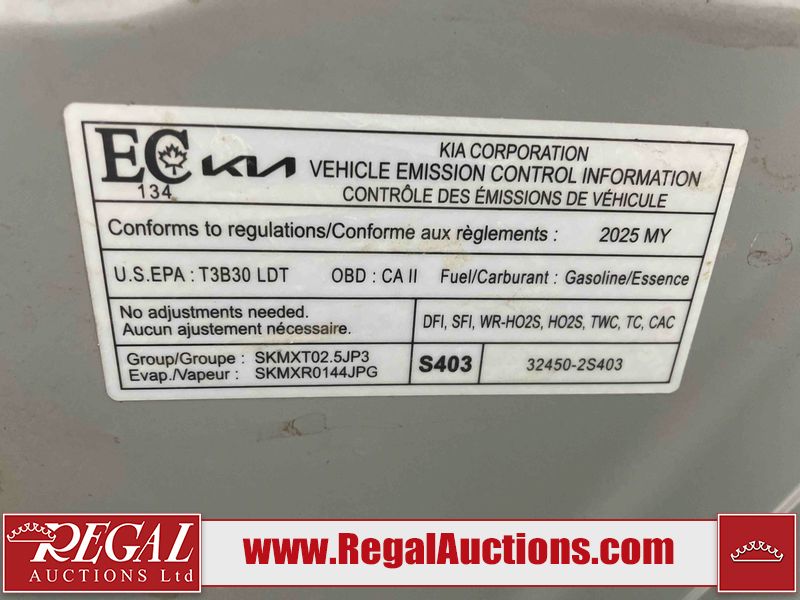 EC KIA
134
KIA CORPORATION
VEHICLE EMISSION CONTROL INFORMATION
CONTRÔLE DES ÉMISSIONS DE VÉHICULE
Conforms to regulations/Conforme aux règlements : 2025 MY
U.S.EPA : T3B30 LDT OBD : CA II Fuel/Carburant : Gasoline/Essence
No adjustments needed.
Aucun ajustement nécessaire.
DFI, SFI, WR-HO2S, HO2S, TWC, TC, CAC
Group/Groupe : SKMXT02.5JP3
Evap./Vapeur : SKMXR0144JPG
S403 32450-2S403
REGAL
AUCTIONS Ltd
www.RegalAuctions.com